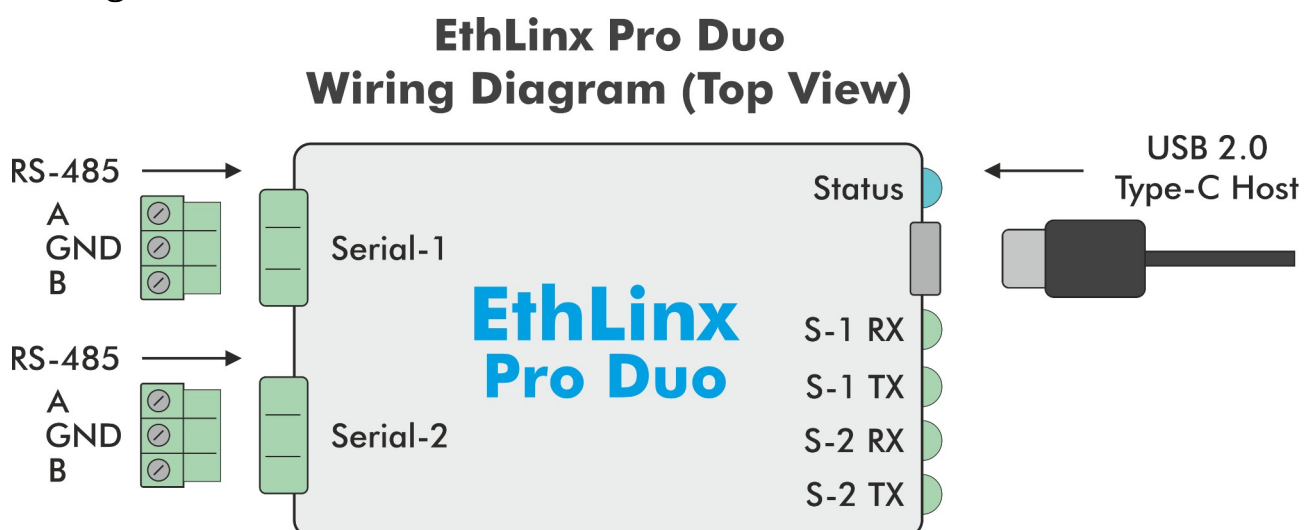 EthLinx Pro Duo
Wiring Diagram (Top View)
RS-485
A
GND
B
Serial-1
RS-485
A
GND
B
Serial-2
EthLinx
Pro Duo
Status
S-1 RX
S-1 TX
S-2 RX
S-2 TX
USB 2.0
Type-C Host